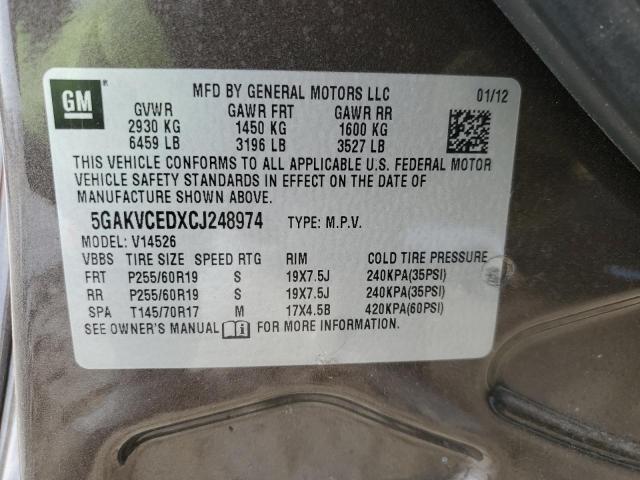 GM
MFD BY GENERAL MOTORS LLC 01/12
GVWR GAWR FRT GAWR RR
2930 KG 1450 KG 1600 KG
6459 LB 3196 LB 3527 LB
THIS VEHICLE CONFORMS TO ALL APPLICABLE U.S. FEDERAL MOTOR
VEHICLE SAFETY STANDARDS IN EFFECT ON THE DATE OF
MANUFACTURE SHOWN ABOVE.
5GAKVCEDXCJ248974 TYPE: M.P.V.
MODEL: V14526
VBBS TIRE SIZE SPEED RTG RIM COLD TIRE PRESSURE
FRT P255/60R19 S 19X7.5J 240KPA(35PSI)
RR P255/60R19 S 19X7.5J 240KPA(35PSI)
SPA T145/70R17 M 17X4.5B 420KPA(60PSI)
SEE OWNER'S MANUAL i FOR MORE INFORMATION.